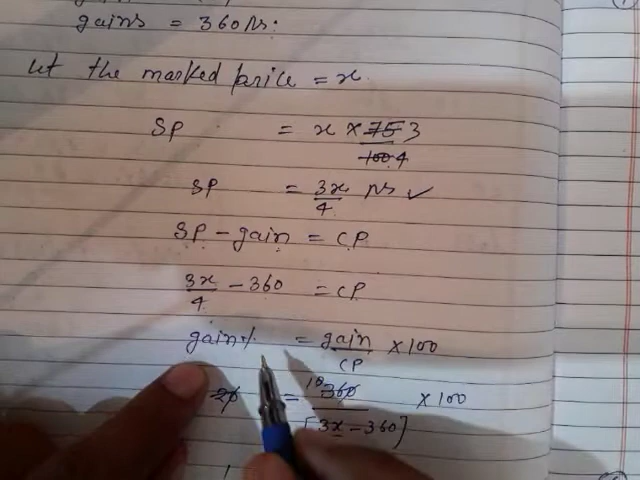 gains = 360 Rs.
Let the marked price = x.
SP = x × 75 3
100 4
SP = 3x/4 Rs ✓
SP - gain = CP
3x/4 - 360 = CP
gain% = gain/CP × 100
= 10 360 × 100
[3x - 360]